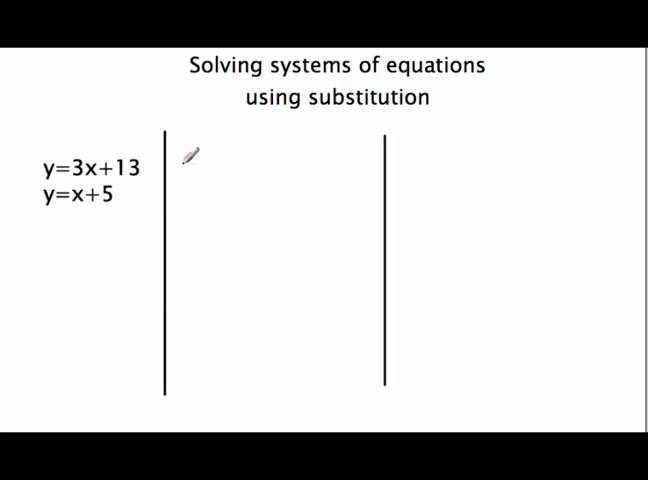 Solving systems of equations
using substitution
y=3x+13
y=x+5